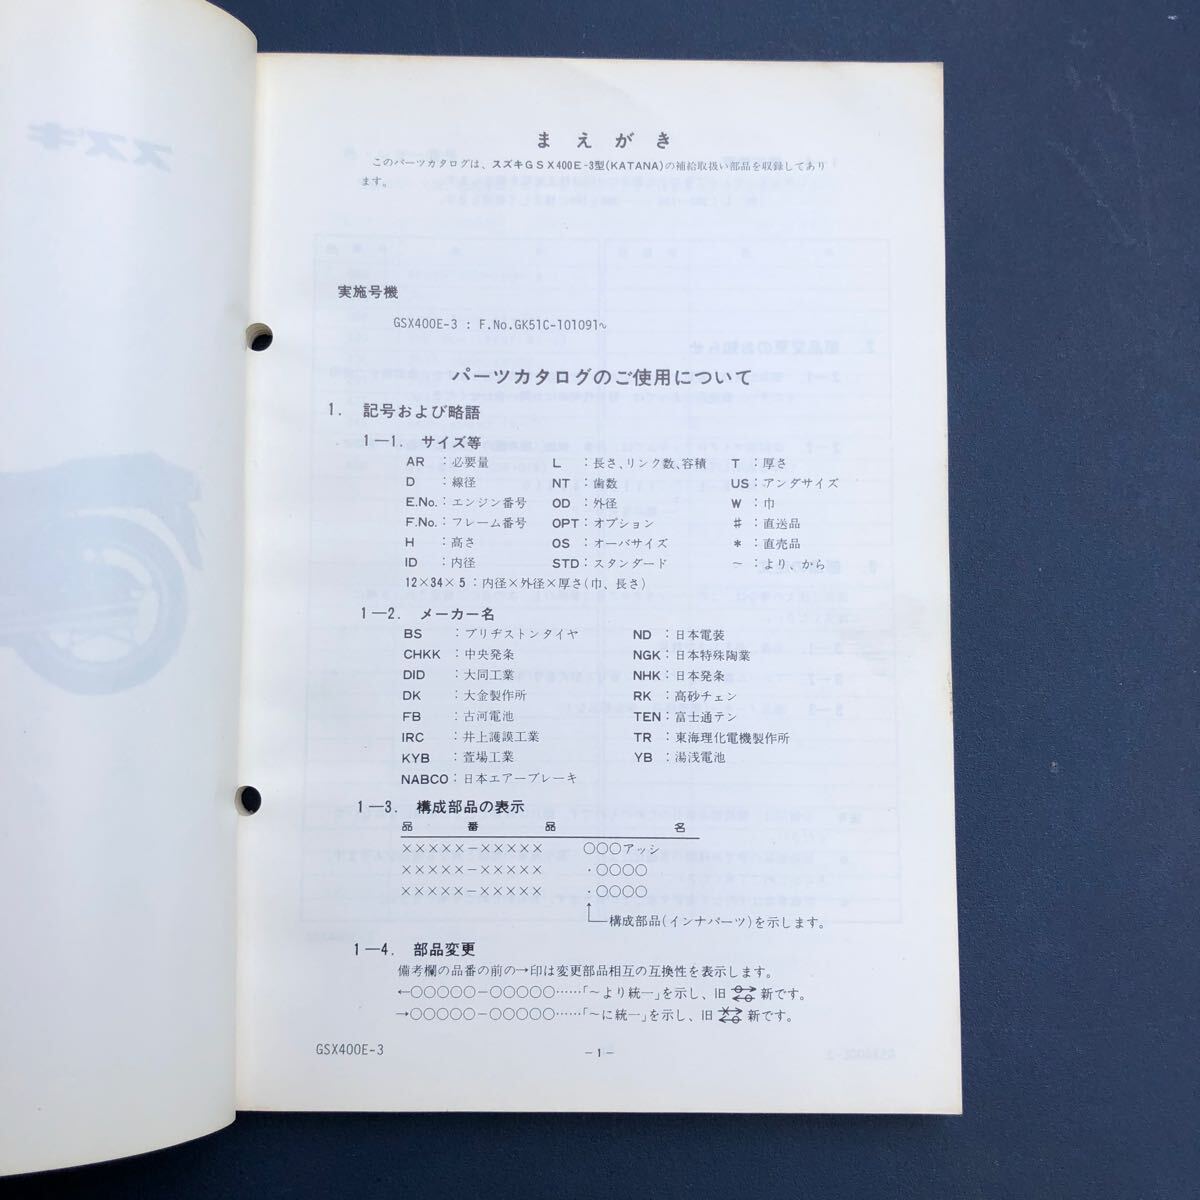 スズキ
まえがき
このパーツカタログは、スズキGSX400E-3型(KATANA)の補給取扱い部品を収録してあり
ます。
実施号機
GSX400E-3 : F.No.GK51C-101091~
パーツカタログのご使用について
1. 記号および略語
1-1. サイズ等
AR :必要量 L :長さ、リンク数、容積 T :厚さ
D :線径 NT :歯数 US :アンダサイズ
E.No. :エンジン番号 OD :外径 W :巾
F.No. :フレーム番号 OPT :オプション # :直送品
H :高さ OS :オーバサイズ * :直売品
ID :内径 STD :スタンダード ~ :より、から
12×34×5 :内径×外径×厚さ(巾、長さ)
1-2. メーカー名
BS :ブリヂストンタイヤ ND :日本電装
CHKK :中央発条 NGK :日本特殊陶業
DID :大同工業 NHK :日本発条
DK :大金製作所 RK :高砂チェン
FB :古河電池 TEN :富士通テン
IRC :井上護謨工業 TR :東海理化電機製作所
KYB :萱場工業 YB :湯浅電池
NABCO :日本エアーブレーキ
1-3. 構成部品の表示
品番 品名
×××××-××××× ○○○アッシ
×××××-××××× ・○○○○
×××××-××××× ・○○○○
構成部品(インナパーツ)を示します。
1-4. 部品変更
備考欄の品番の前の→印は変更部品相互の互換性を表示します。
←○○○○○-○○○○○……「~より統一」を示し、旧 ⇄ 新です。
→○○○○○-○○○○○……「~に統一」を示し、旧 ⇄ 新です。
GSX400E-3 -1-